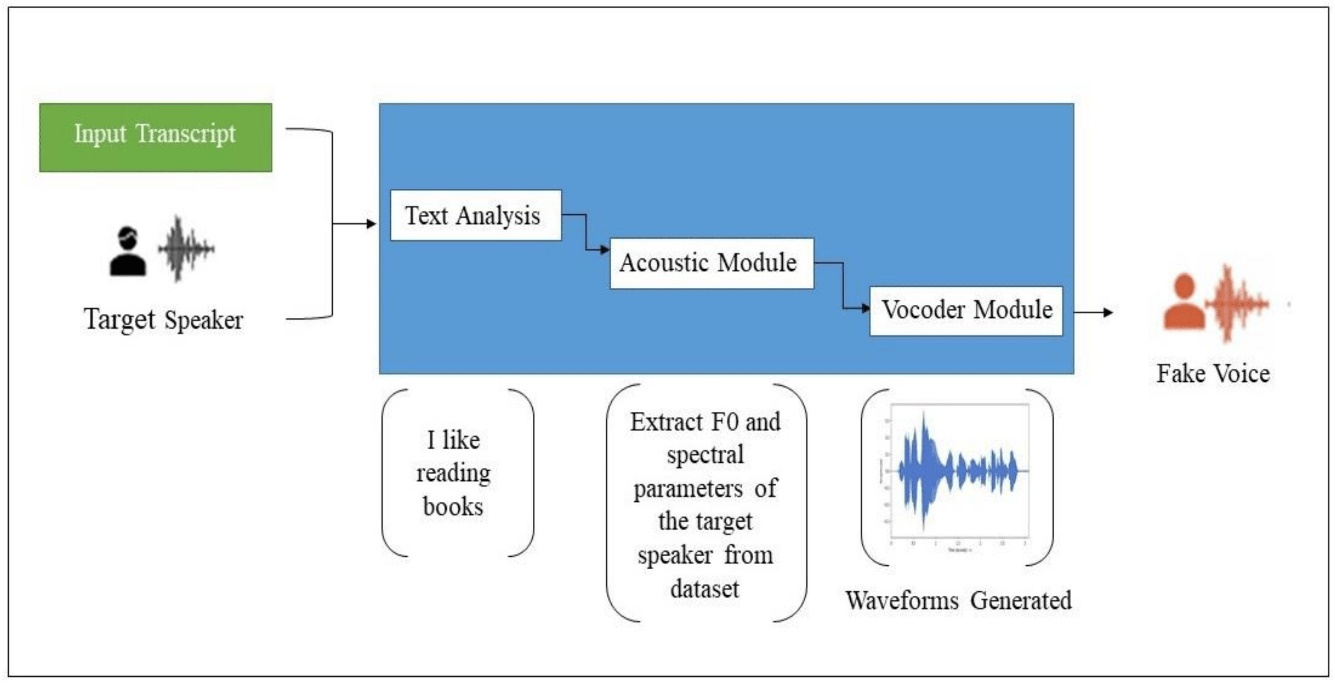 Input Transcript
Target Speaker
Text Analysis
Acoustic Module
Vocoder Module
Fake Voice
I like
reading
books
Extract F0 and
spectral
parameters of
the target
speaker from
dataset
Waveforms Generated